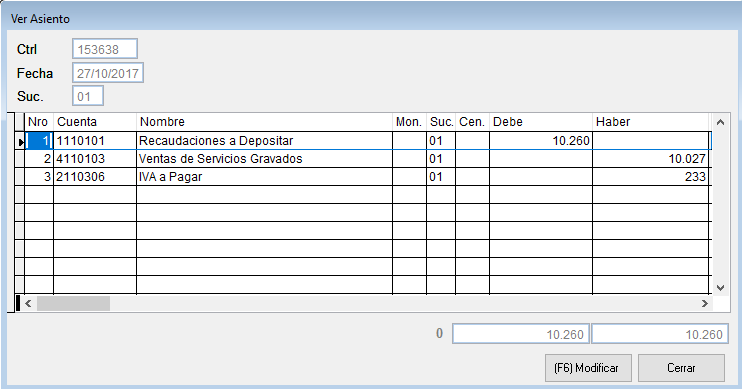 Ver Asiento
Ctrl 153638
Fecha 27/10/2017
Suc. 01
Nro Cuenta Nombre Mon. Suc. Cen. Debe Haber
1 1110101 Recaudaciones a Depositar 01 10.260
2 4110103 Ventas de Servicios Gravados 01 10.027
3 2110306 IVA a Pagar 01 233
0 10.260 10.260
(F6) Modificar Cerrar